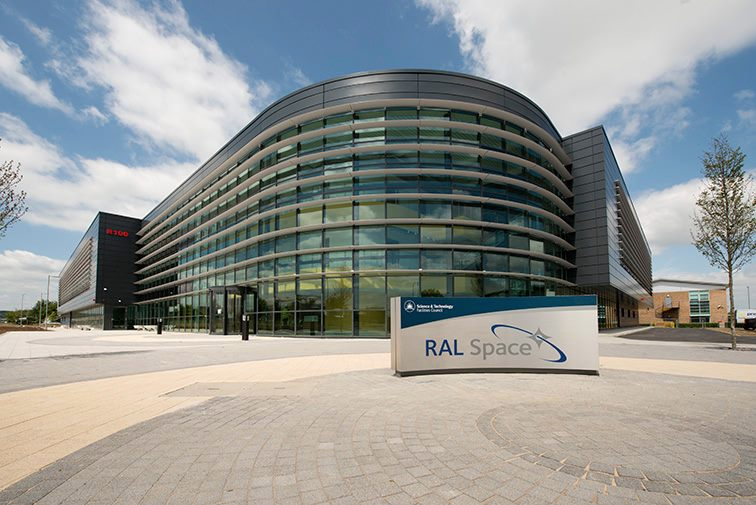 R100
Science & Technology
Facilities Council
RAL Space